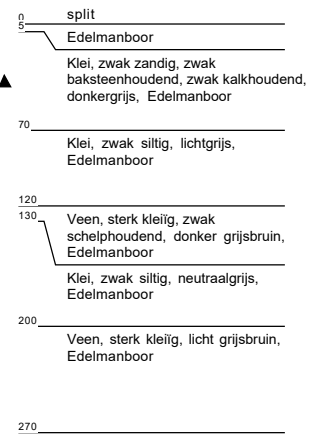 0
split
5
Edelmanboor
Klei, zwak zandig, zwak
baksteenhoudend, zwak kalkhoudend,
donkergrijs, Edelmanboor
70
Klei, zwak siltig, lichtgrijs,
Edelmanboor
120
130
Veen, sterk kleiïg, zwak
schelphoudend, donker grijsbruin,
Edelmanboor
Klei, zwak siltig, neutraalgrijs,
Edelmanboor
200
Veen, sterk kleiïg, licht grijsbruin,
Edelmanboor
270